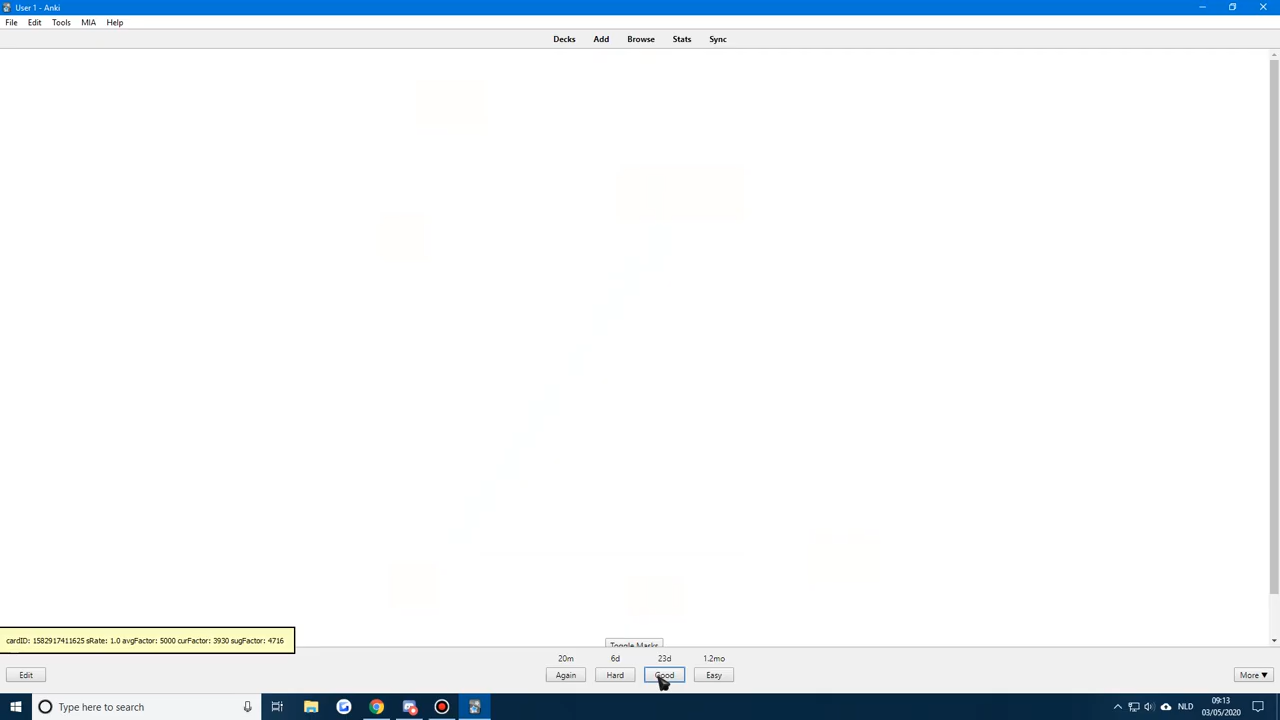 User 1 - Anki
File Edit Tools MIA Help
Decks Add Browse Stats Sync
cardID: 1582917411625 sRate: 1.0 avgFactor: 5000 curFactor: 3930 sugFactor: 4716
Toggle Masks
20m 6d 23d 1.2mo
Edit Again Hard Good Easy More ▼
Type here to search
NLD
09:13
03/05/2020